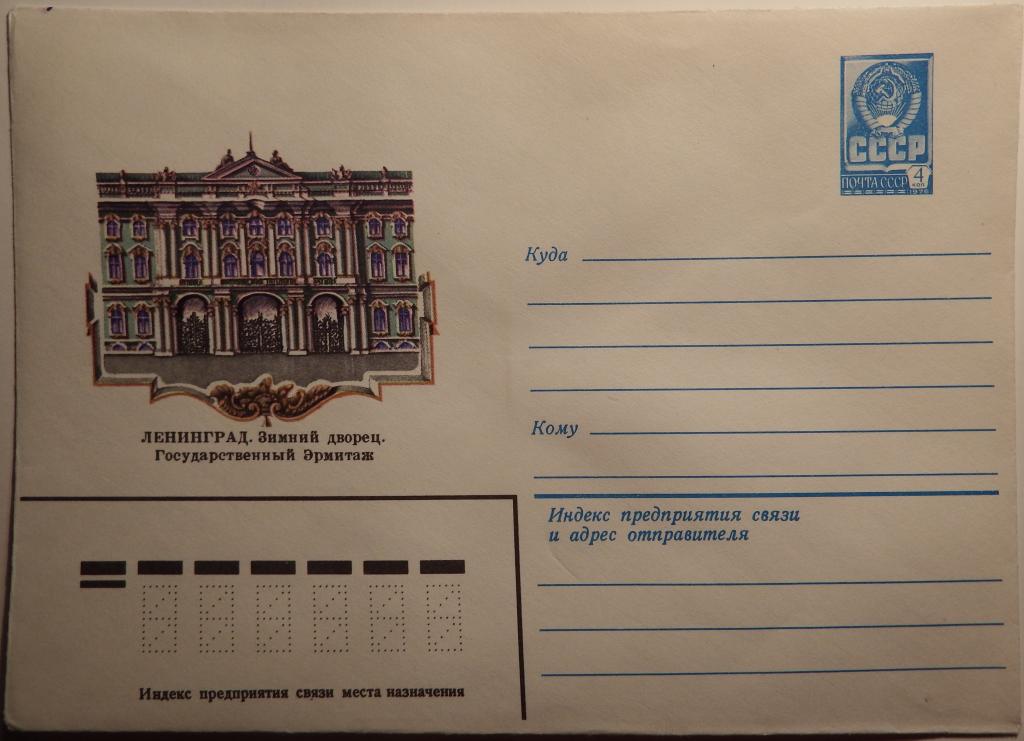 СССР
ПОЧТА СССР 4 КОП
1978
Куда
ЛЕНИНГРАД. Зимний дворец.
Государственный Эрмитаж
Кому
Индекс предприятия связи
и адрес отправителя
Индекс предприятия связи места назначения